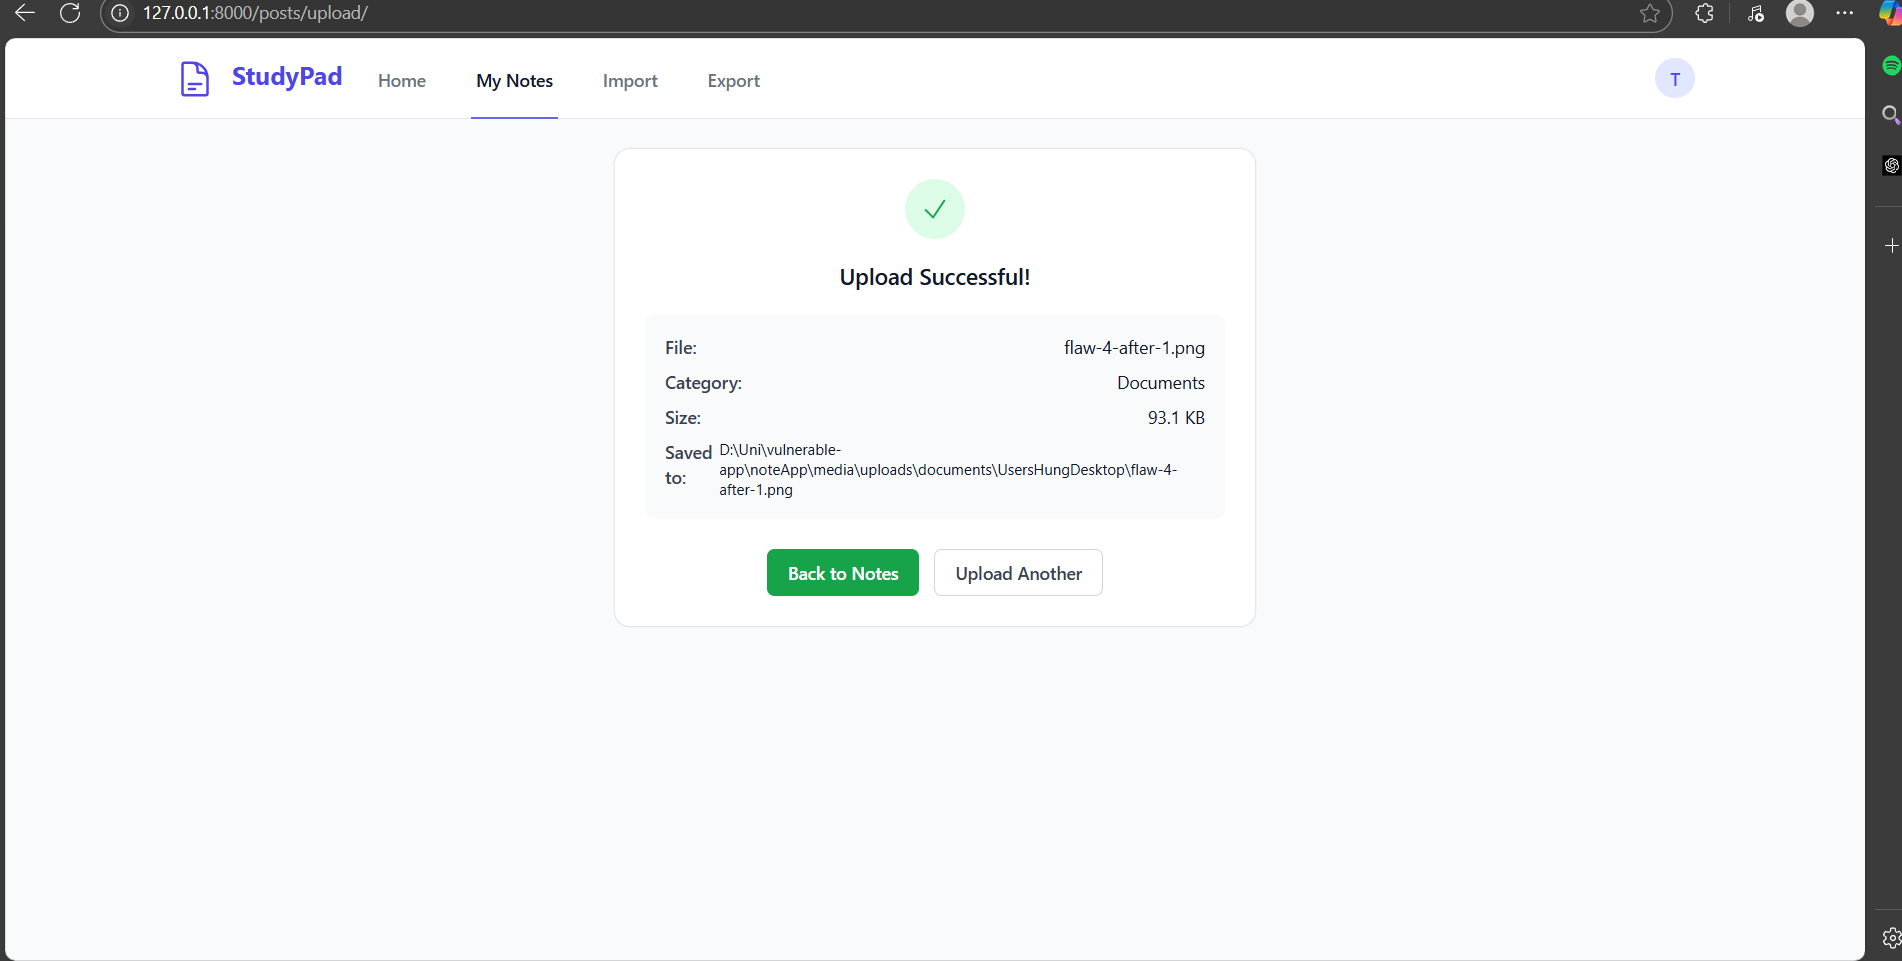 127.0.0.1:8000/posts/upload/
StudyPad Home My Notes Import Export T
Upload Successful!
File: flaw-4-after-1.png
Category: Documents
Size: 93.1 KB
Saved to: D:\Uni\vulnerable-
app\noteApp\media\uploads\documents\UsersHungDesktop\flaw-4-
after-1.png
Back to Notes Upload Another